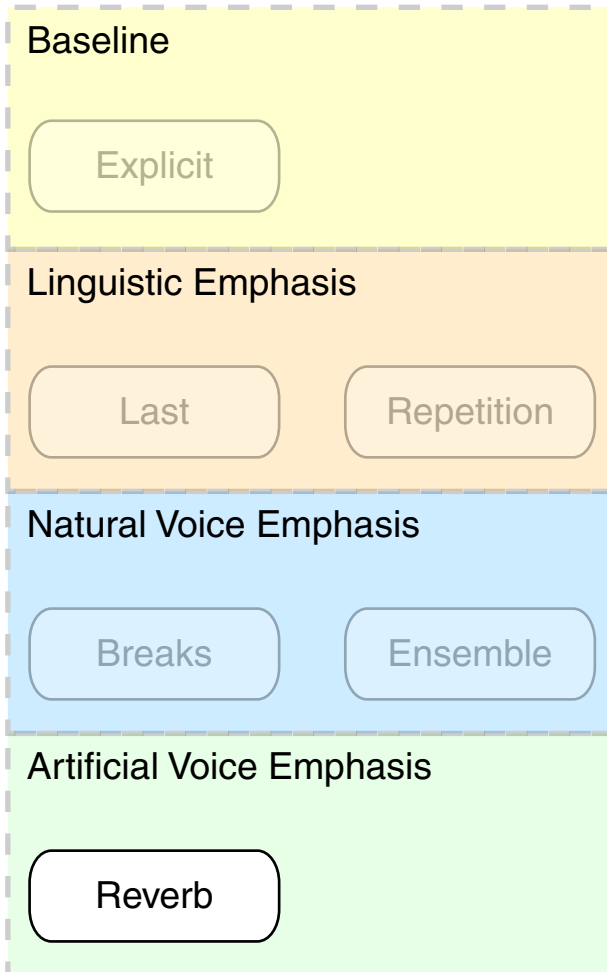 Baseline
Explicit
Linguistic Emphasis
Last Repetition
Natural Voice Emphasis
Breaks Ensemble
Artificial Voice Emphasis
Reverb